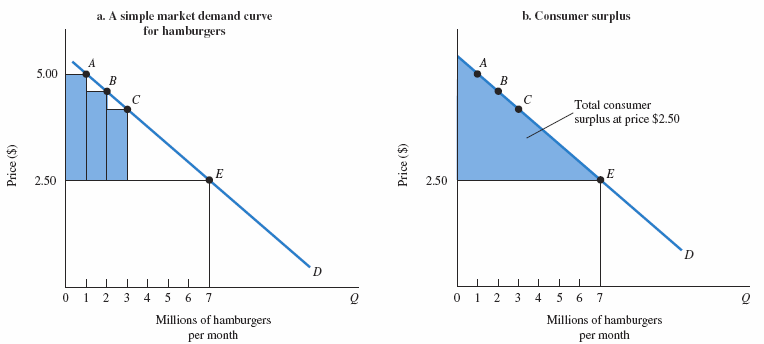 a. A simple market demand curve
for hamburgers
5.00
2.50
Price ($)
A
B
C
E
D
0 1 2 3 4 5 6 7 Q
Millions of hamburgers
per month
b. Consumer surplus
2.50
Price ($)
A
B
C
Total consumer
surplus at price $2.50
E
D
0 1 2 3 4 5 6 7 Q
Millions of hamburgers
per month